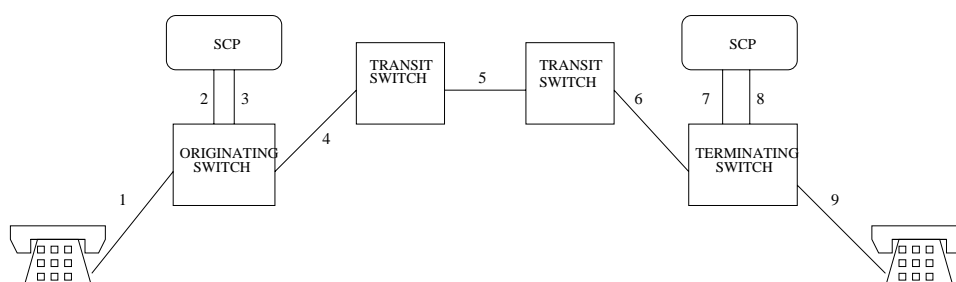 SCP
SCP
TRANSIT
SWITCH
TRANSIT
SWITCH
5
2
3
7
8
6
4
ORIGINATING
SWITCH
TERMINATING
SWITCH
1
9